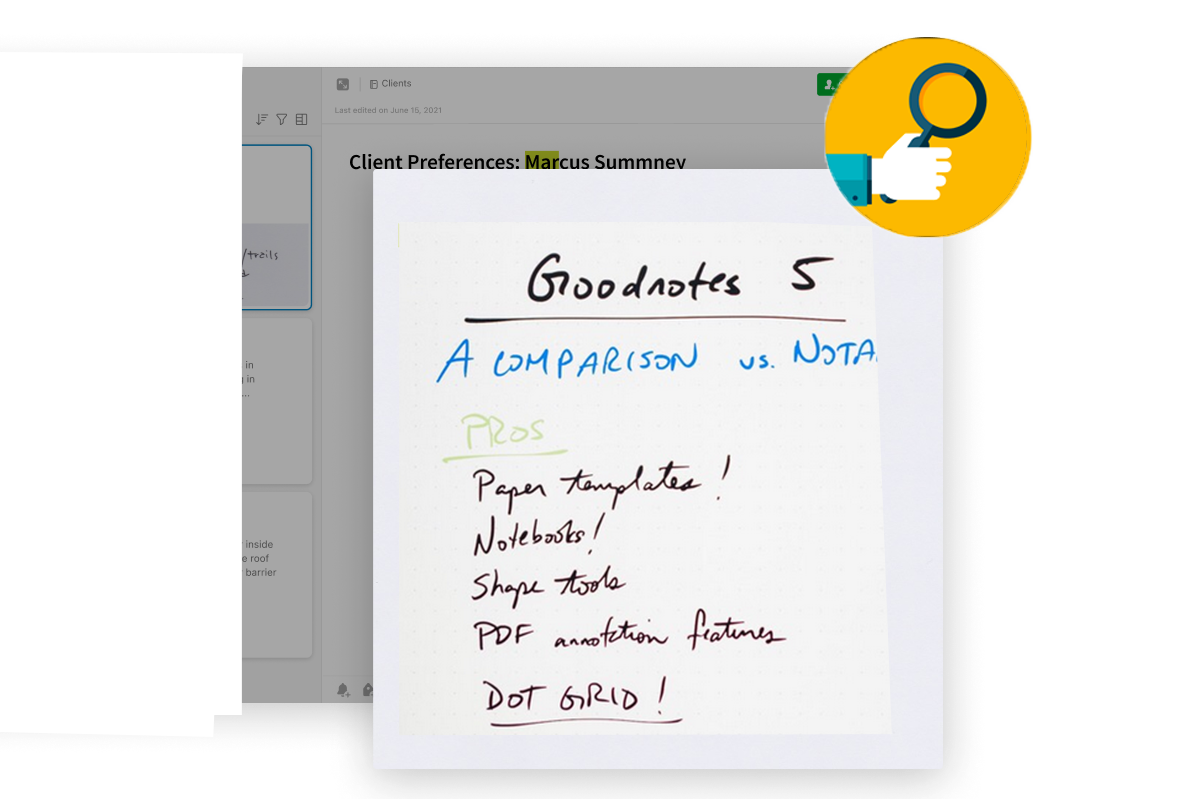 Clients
Last edited on June 15, 2021
Client Preferences: Marcus Summney
/trails
in
g in
...
inside
e roof
barrier
Goodnotes 5
A COMPARISON vs. NOTA
PROS
Paper templates!
Notebooks!
Shape tools
PDF annotation features
DOT GRID!